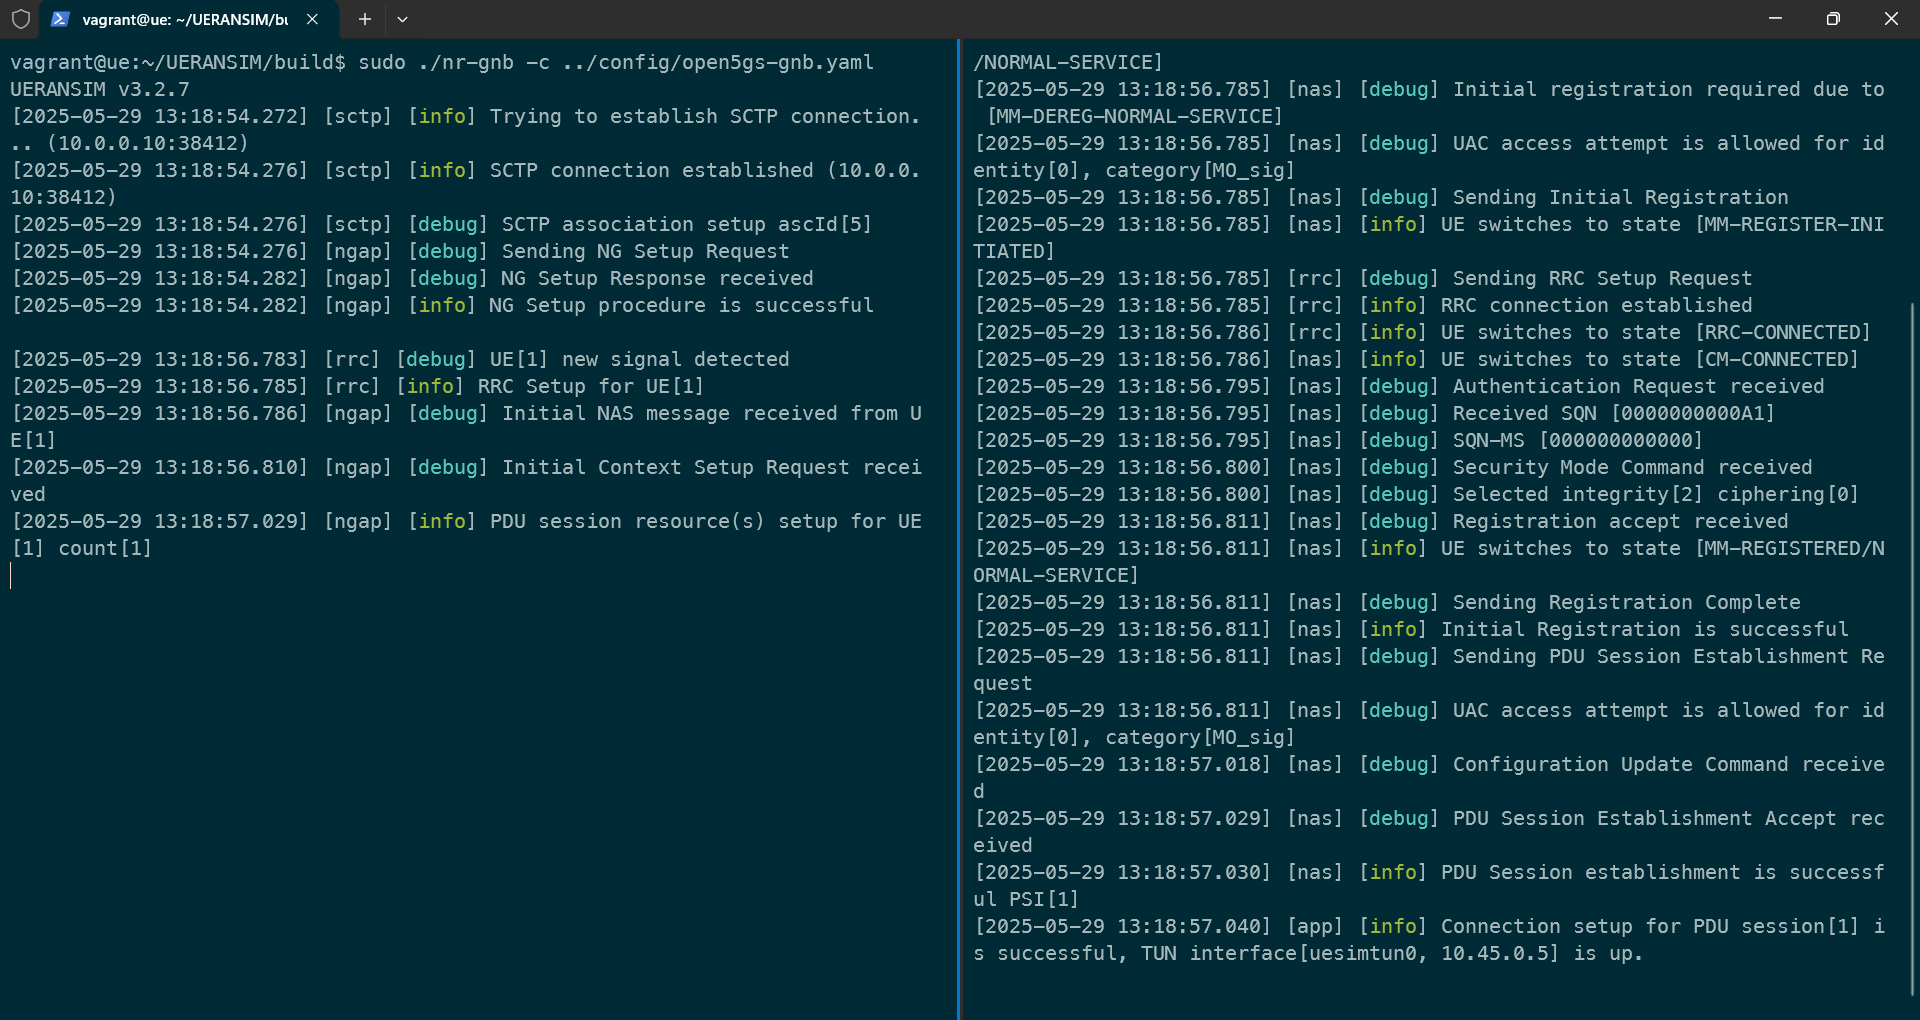 vagrant@ue: ~/UERANSIM/bu
vagrant@ue:~/UERANSIM/build$ sudo ./nr-gnb -c ../config/open5gs-gnb.yaml
UERANSIM v3.2.7
[2025-05-29 13:18:54.272] [sctp] [info] Trying to establish SCTP connection.
.. (10.0.0.10:38412)
[2025-05-29 13:18:54.276] [sctp] [info] SCTP connection established (10.0.0.
10:38412)
[2025-05-29 13:18:54.276] [sctp] [debug] SCTP association setup ascId[5]
[2025-05-29 13:18:54.276] [ngap] [debug] Sending NG Setup Request
[2025-05-29 13:18:54.282] [ngap] [debug] NG Setup Response received
[2025-05-29 13:18:54.282] [ngap] [info] NG Setup procedure is successful
[2025-05-29 13:18:56.783] [rrc] [debug] UE[1] new signal detected
[2025-05-29 13:18:56.785] [rrc] [info] RRC Setup for UE[1]
[2025-05-29 13:18:56.786] [ngap] [debug] Initial NAS message received from U
E[1]
[2025-05-29 13:18:56.810] [ngap] [debug] Initial Context Setup Request recei
ved
[2025-05-29 13:18:57.029] [ngap] [info] PDU session resource(s) setup for UE
[1] count[1]
/NORMAL-SERVICE]
[2025-05-29 13:18:56.785] [nas] [debug] Initial registration required due to
 [MM-DEREG-NORMAL-SERVICE]
[2025-05-29 13:18:56.785] [nas] [debug] UAC access attempt is allowed for id
entity[0], category[MO_sig]
[2025-05-29 13:18:56.785] [nas] [debug] Sending Initial Registration
[2025-05-29 13:18:56.785] [nas] [info] UE switches to state [MM-REGISTER-INI
TIATED]
[2025-05-29 13:18:56.785] [rrc] [debug] Sending RRC Setup Request
[2025-05-29 13:18:56.785] [rrc] [info] RRC connection established
[2025-05-29 13:18:56.786] [rrc] [info] UE switches to state [RRC-CONNECTED]
[2025-05-29 13:18:56.786] [nas] [info] UE switches to state [CM-CONNECTED]
[2025-05-29 13:18:56.795] [nas] [debug] Authentication Request received
[2025-05-29 13:18:56.795] [nas] [debug] Received SQN [0000000000A1]
[2025-05-29 13:18:56.795] [nas] [debug] SQN-MS [000000000000]
[2025-05-29 13:18:56.800] [nas] [debug] Security Mode Command received
[2025-05-29 13:18:56.800] [nas] [debug] Selected integrity[2] ciphering[0]
[2025-05-29 13:18:56.811] [nas] [debug] Registration accept received
[2025-05-29 13:18:56.811] [nas] [info] UE switches to state [MM-REGISTERED/N
ORMAL-SERVICE]
[2025-05-29 13:18:56.811] [nas] [debug] Sending Registration Complete
[2025-05-29 13:18:56.811] [nas] [info] Initial Registration is successful
[2025-05-29 13:18:56.811] [nas] [debug] Sending PDU Session Establishment Re
quest
[2025-05-29 13:18:56.811] [nas] [debug] UAC access attempt is allowed for id
entity[0], category[MO_sig]
[2025-05-29 13:18:57.018] [nas] [debug] Configuration Update Command receive
d
[2025-05-29 13:18:57.029] [nas] [debug] PDU Session Establishment Accept rec
eived
[2025-05-29 13:18:57.030] [nas] [info] PDU Session establishment is successf
ul PSI[1]
[2025-05-29 13:18:57.040] [app] [info] Connection setup for PDU session[1] i
s successful, TUN interface[uesimtun0, 10.45.0.5] is up.